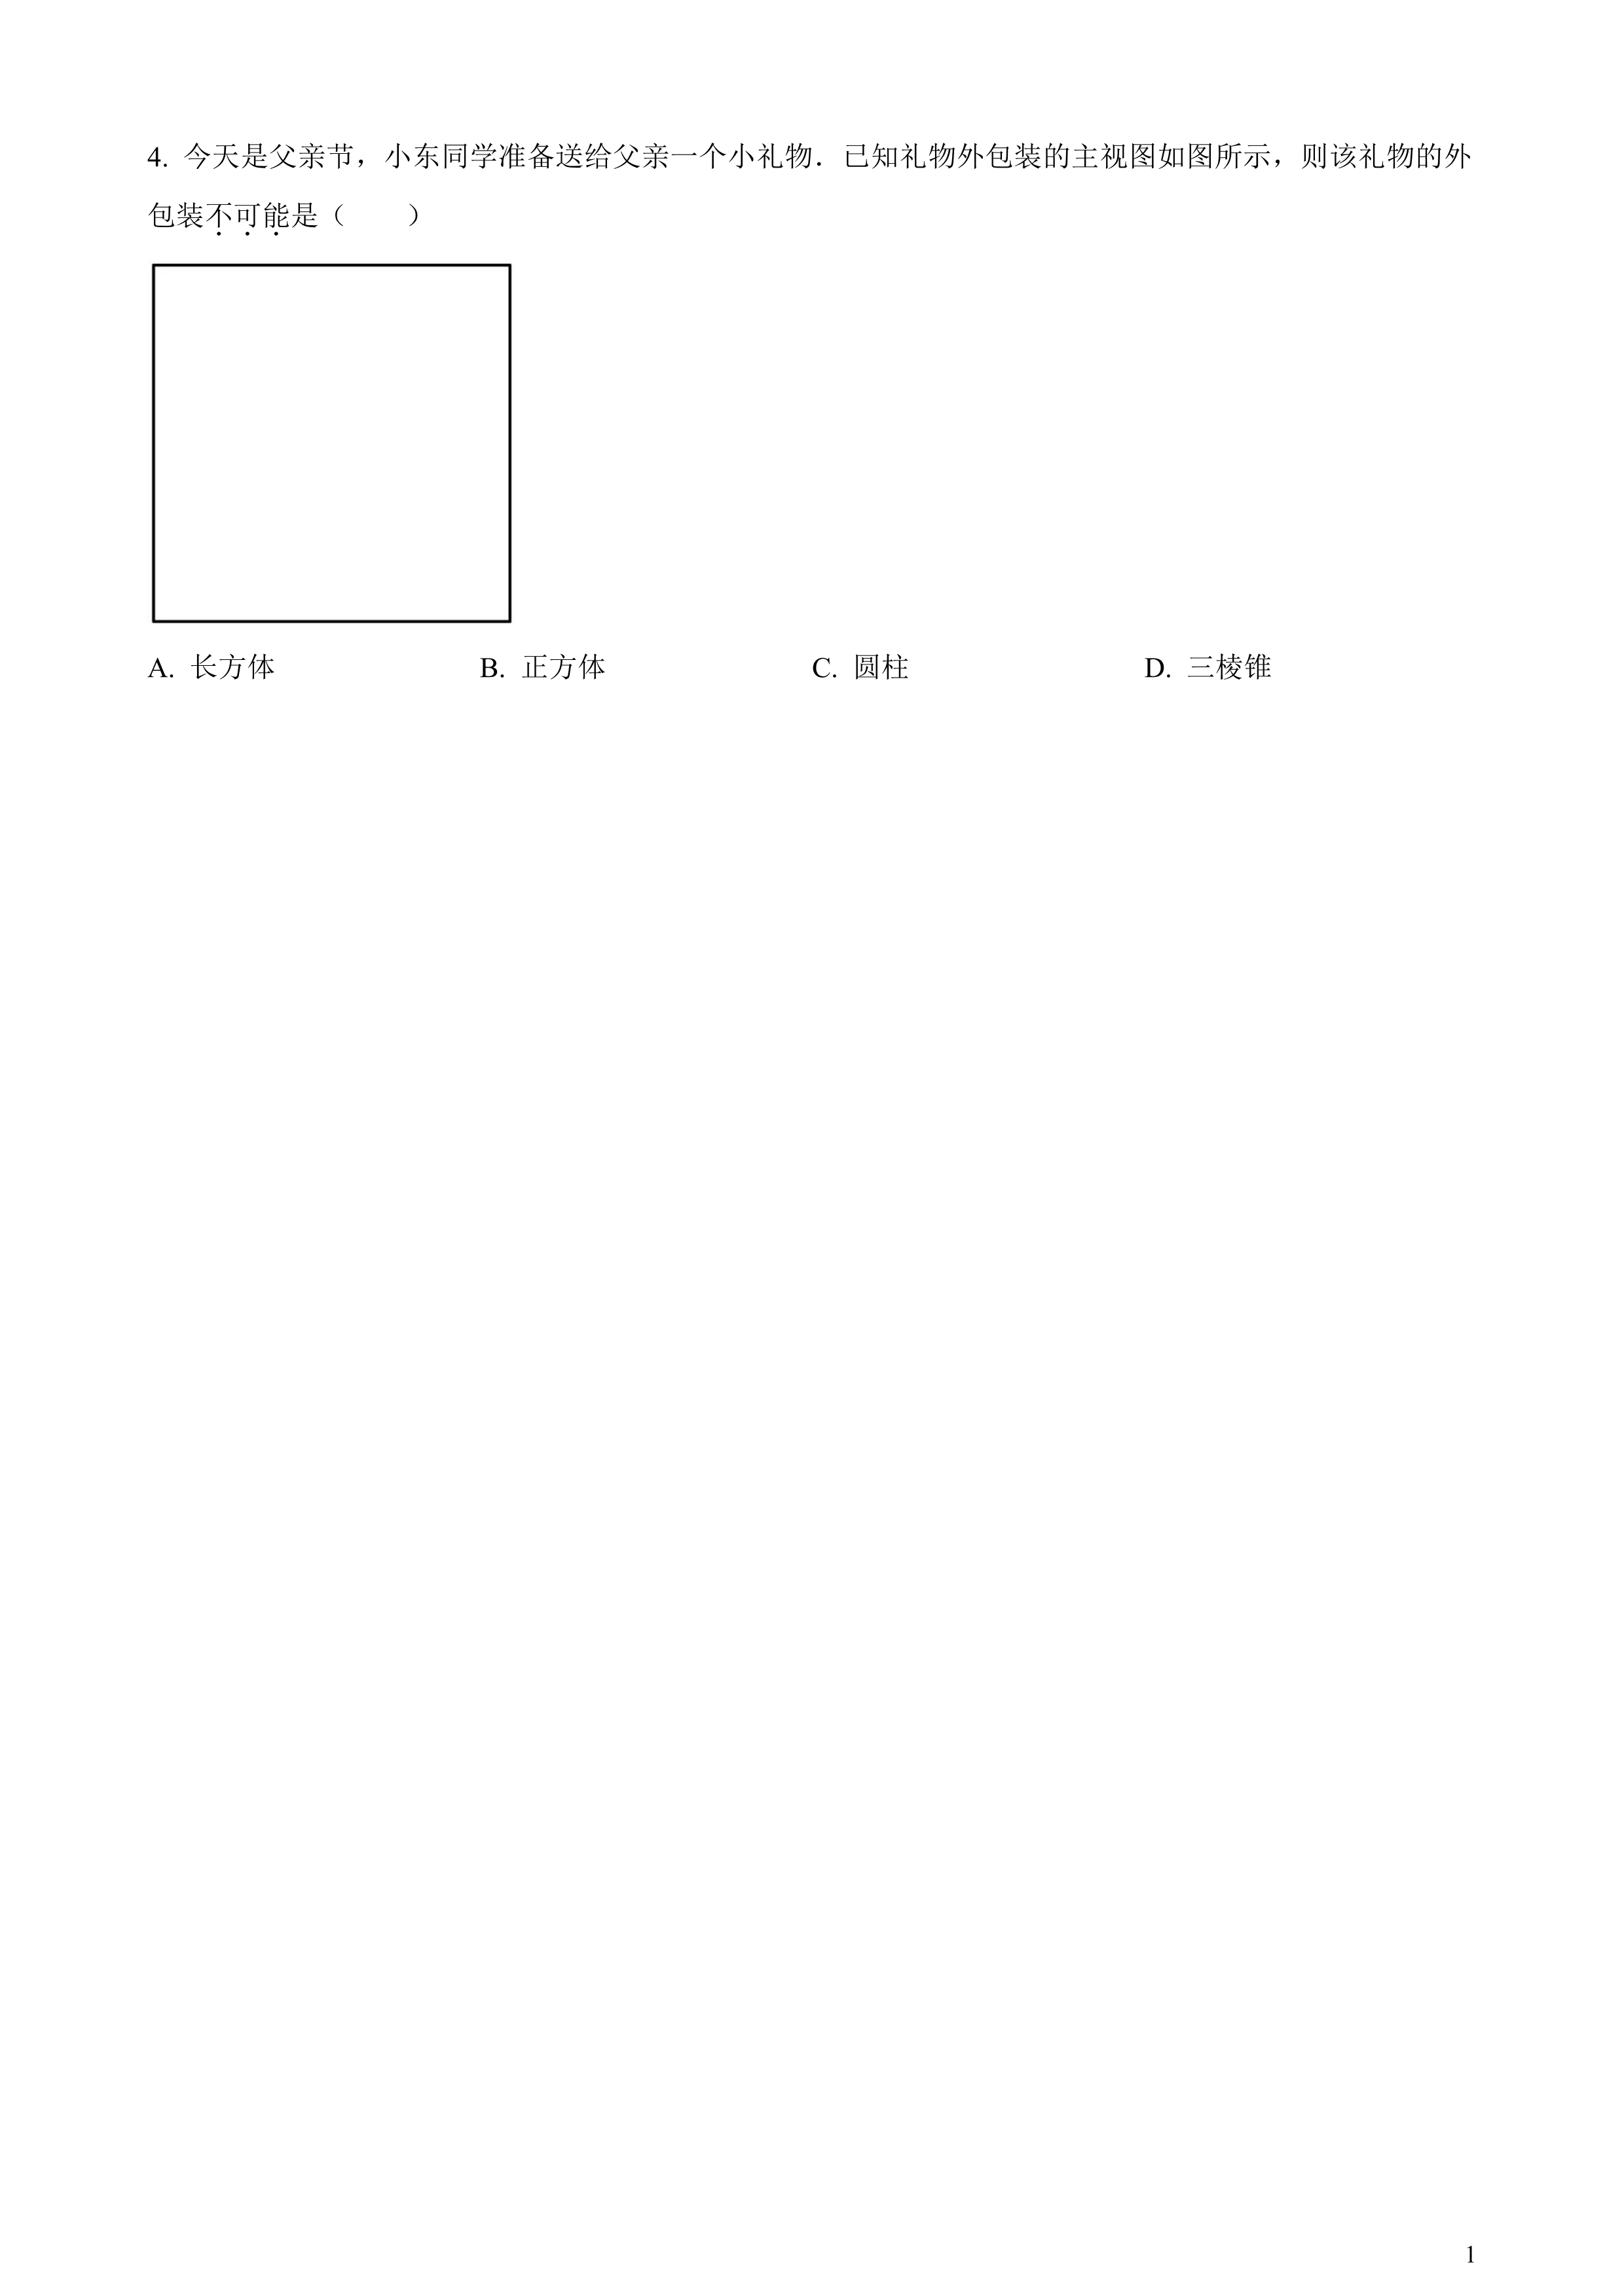 4. 今天是父亲节，小东同学准备送给父亲一个小礼物．已知礼物外包装的主视图如图所示，则该礼物的外
包装不可能是（　　）
A. 长方体 B. 正方体 C. 圆柱 D. 三棱锥
1